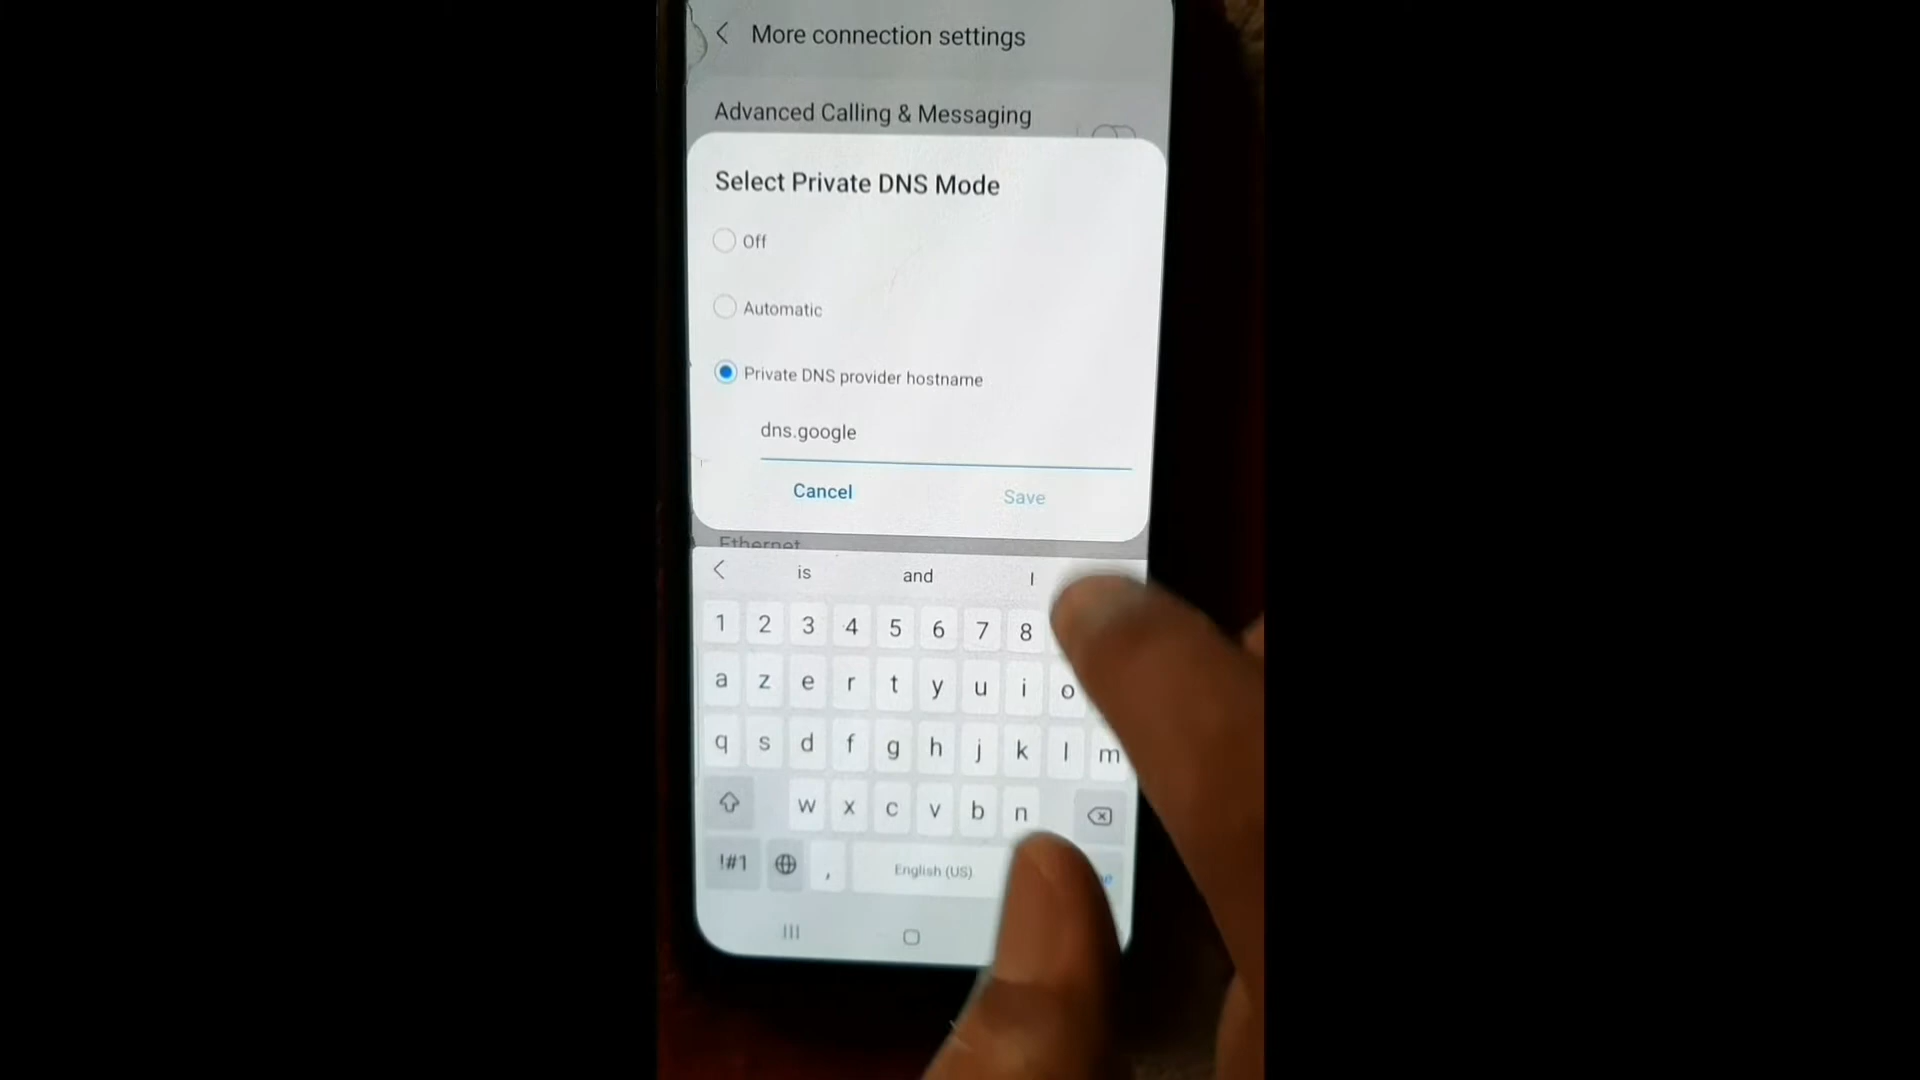 More connection settings
Advanced Calling & Messaging
Select Private DNS Mode
Off
Automatic
Private DNS provider hostname
dns.google
Cancel Save
Ethernet
is and I
1 2 3 4 5 6 7 8
a z e r t y u i o
q s d f g h j k l m
w x c v b n
!#1 , English (US)